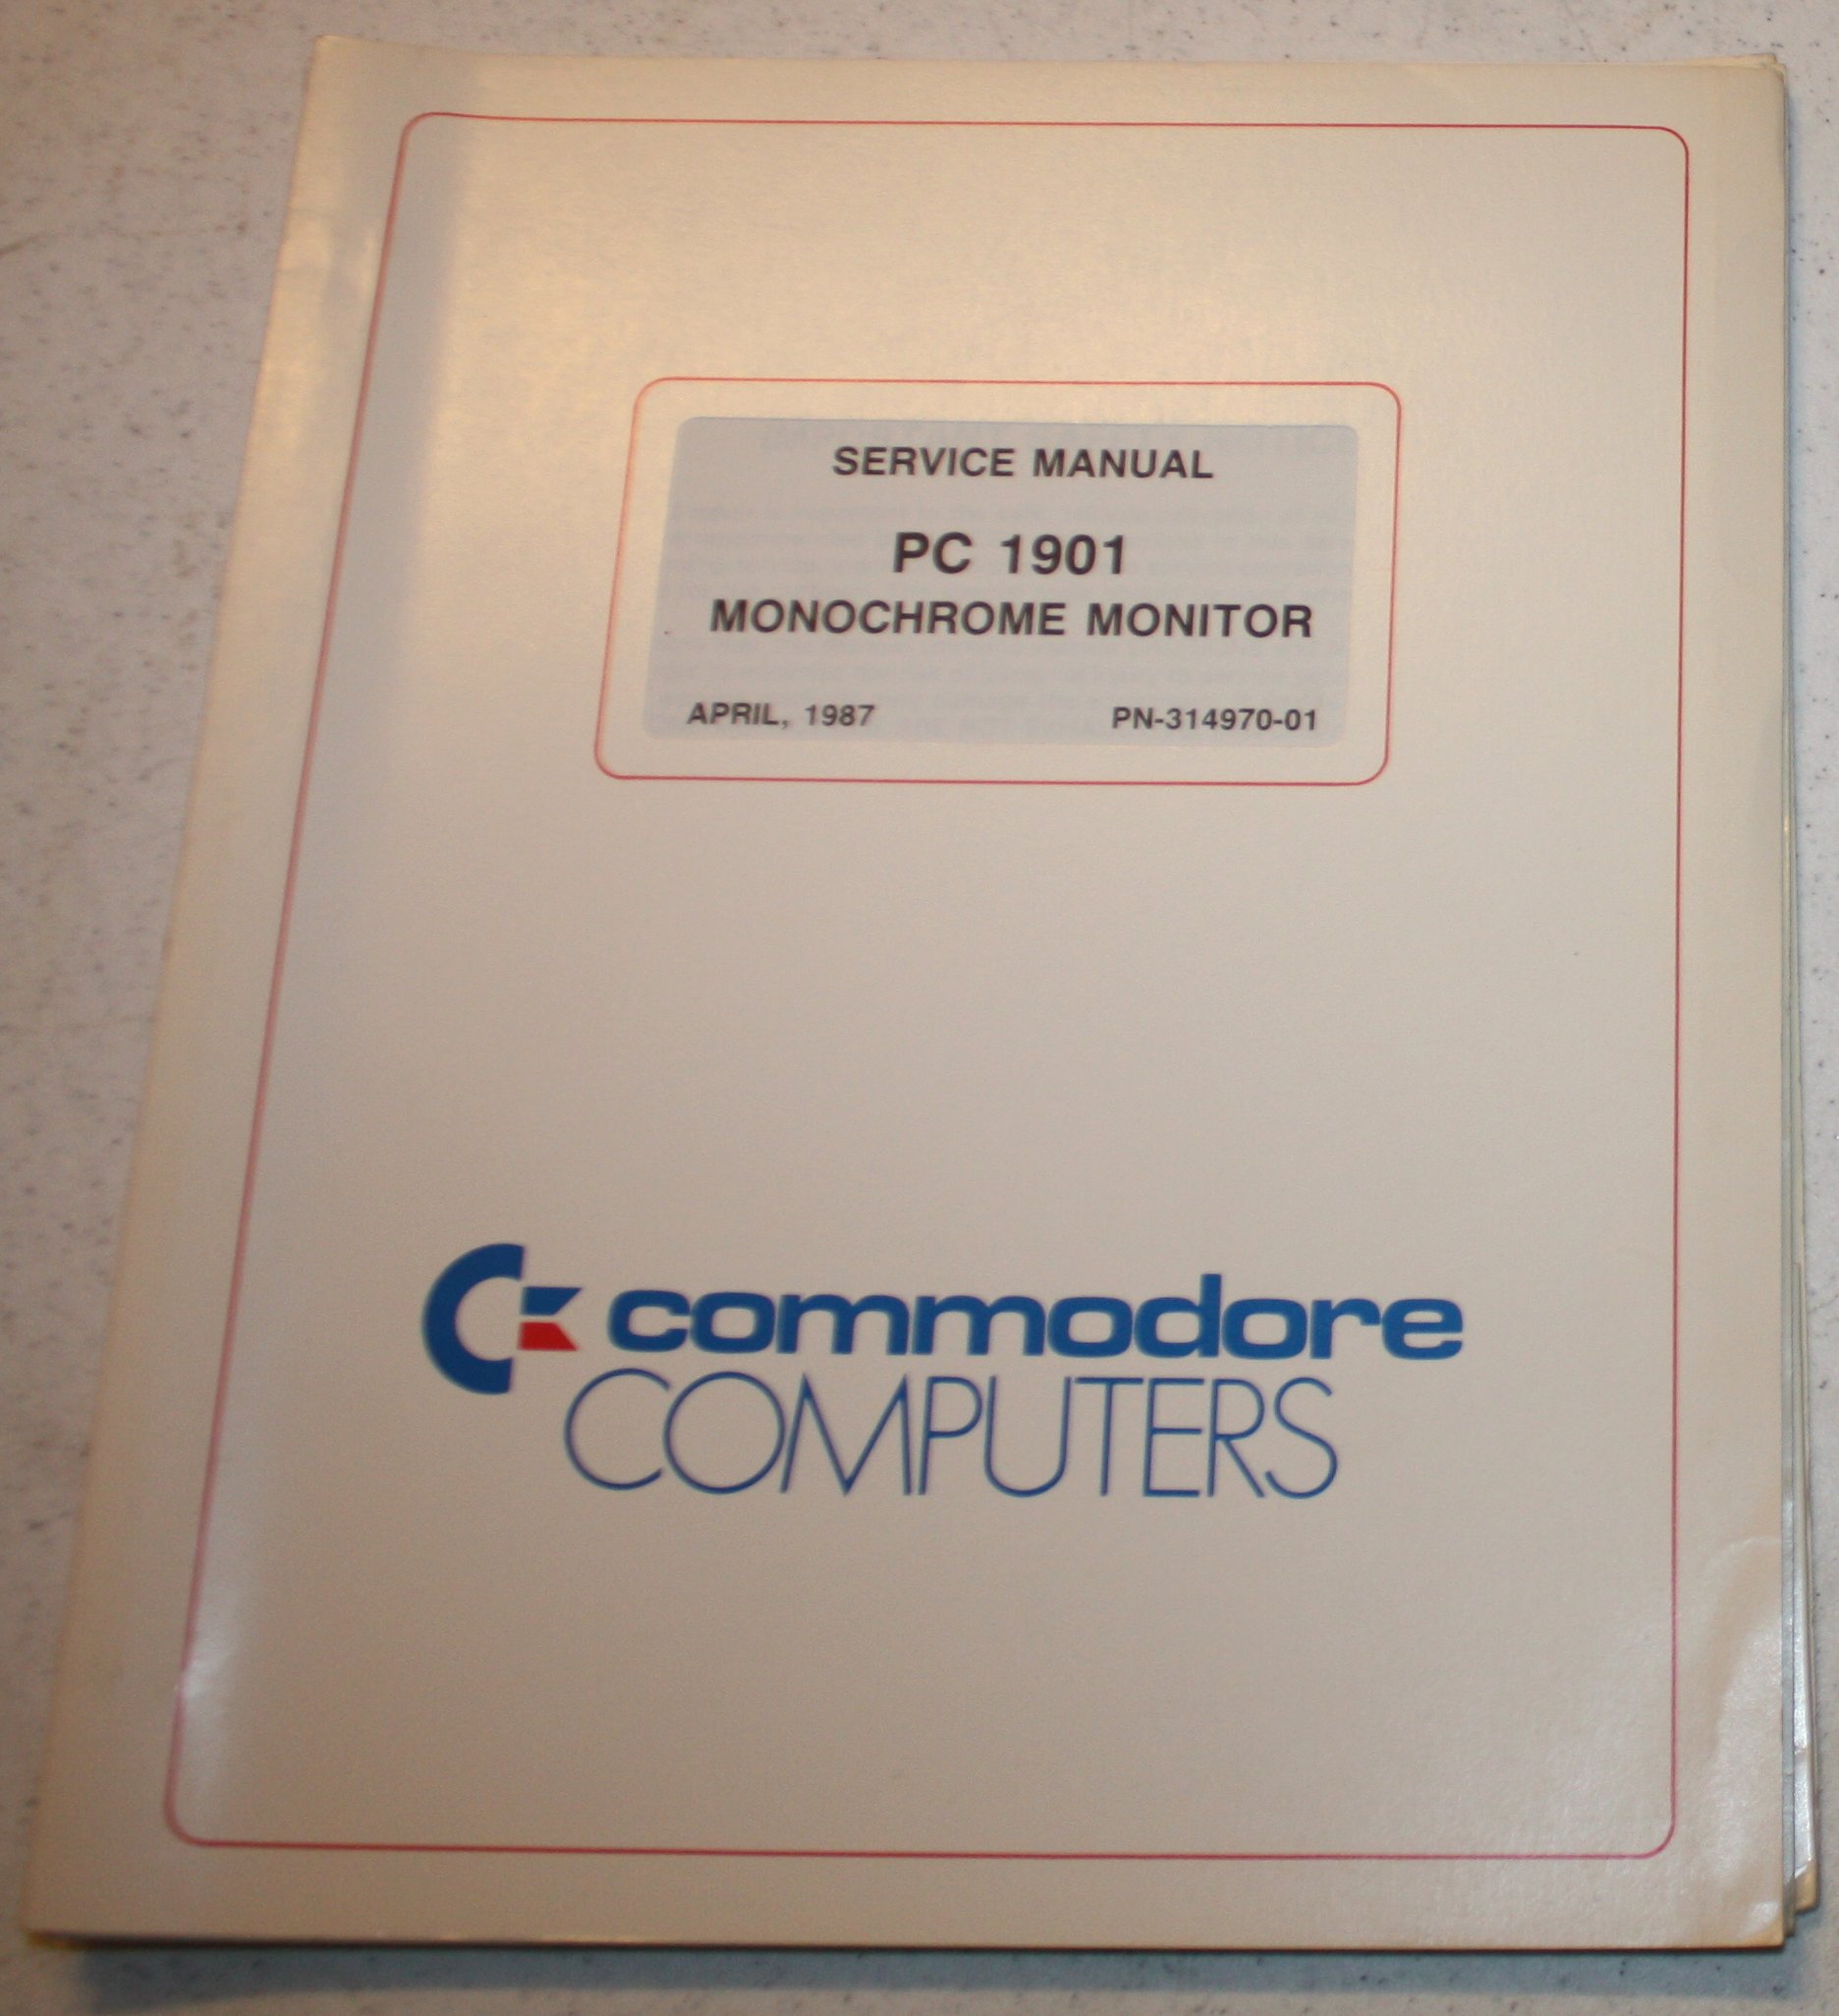 SERVICE MANUAL
PC 1901
MONOCHROME MONITOR
APRIL, 1987 PN-314970-01
commodore
COMPUTERS